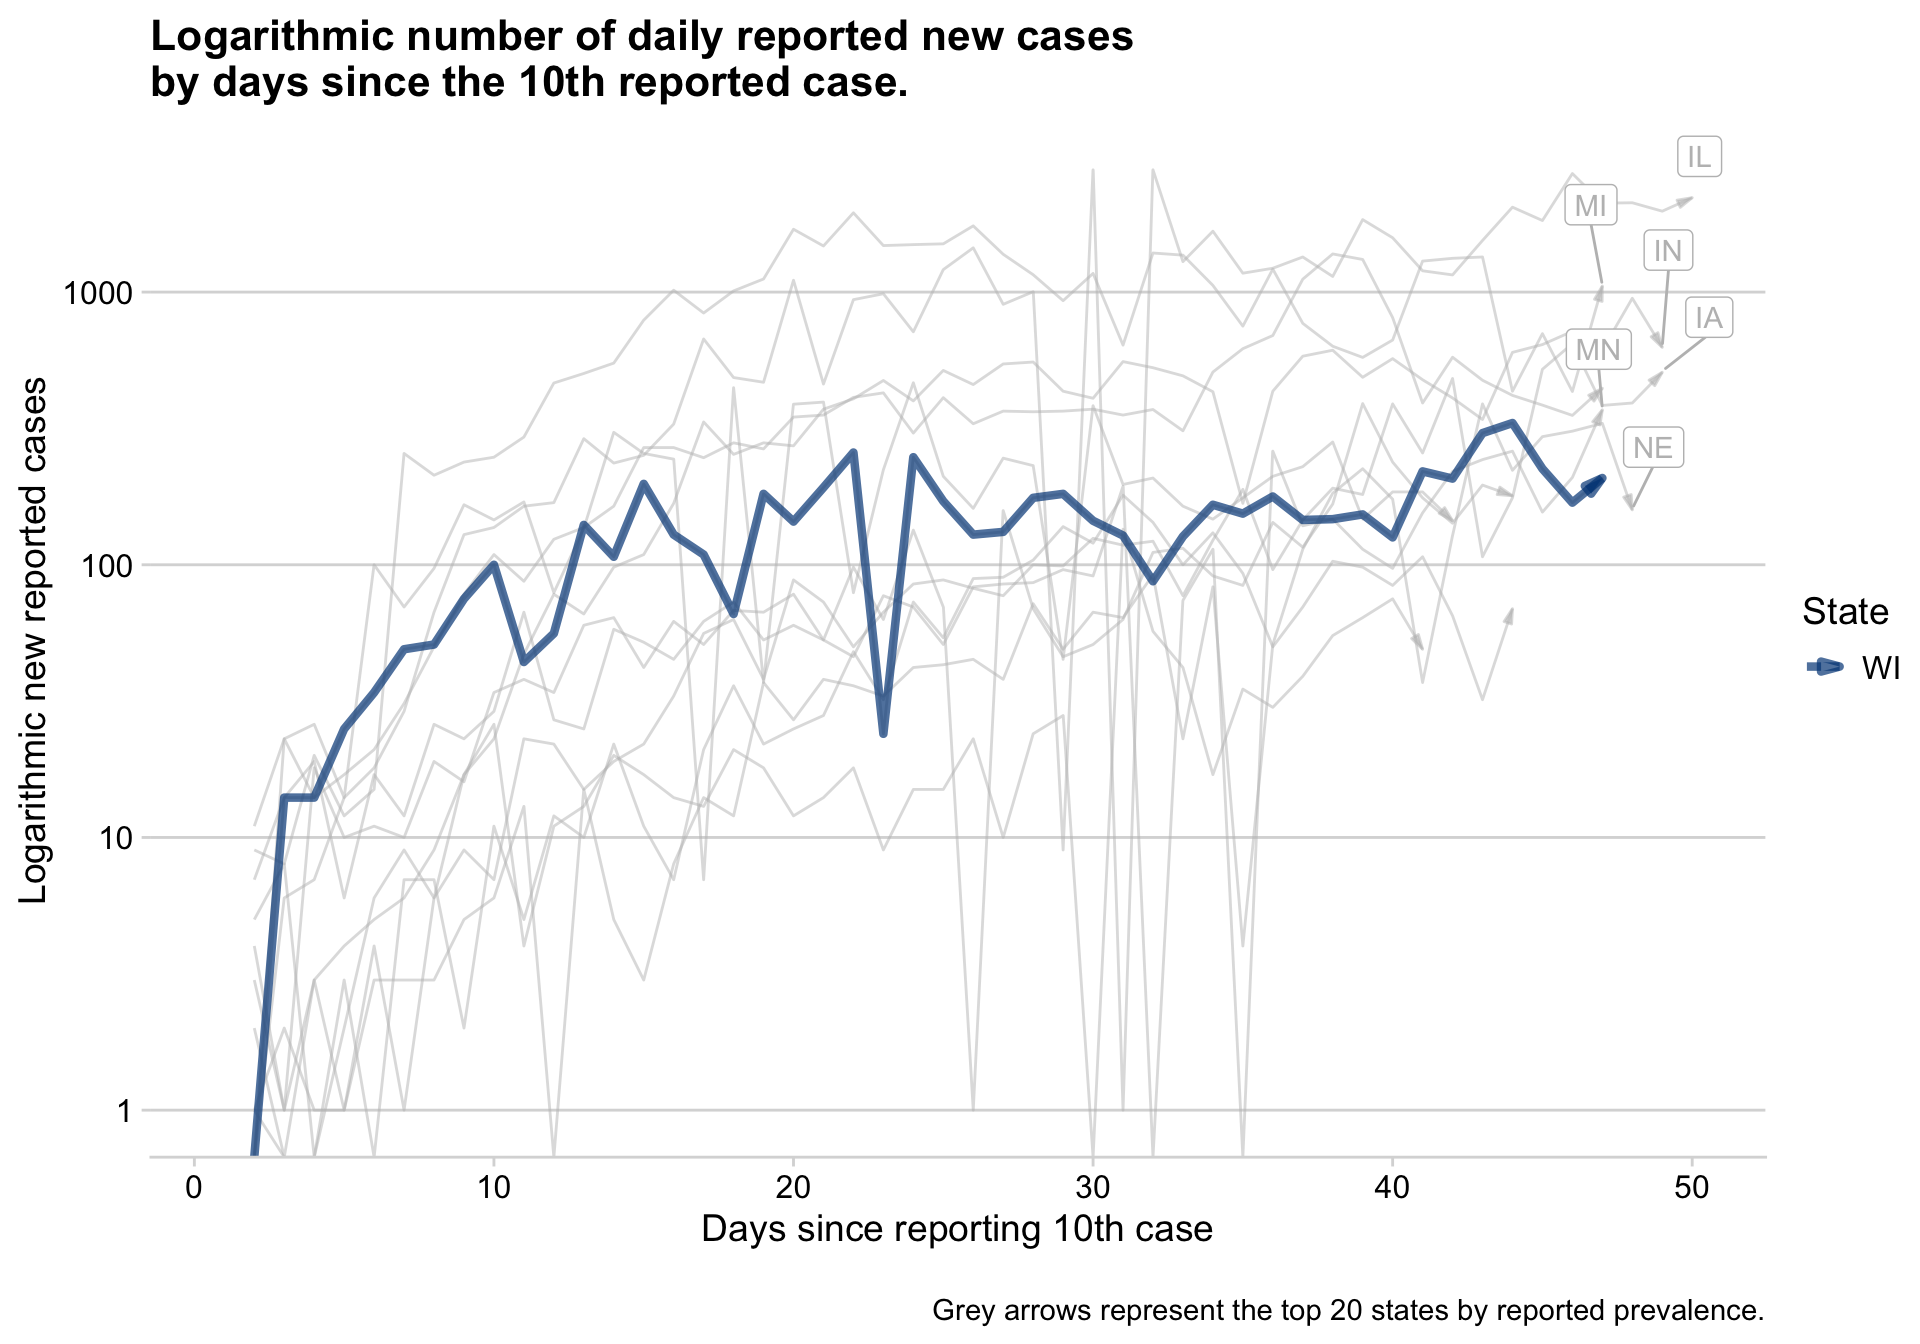 Logarithmic number of daily reported new cases
by days since the 10th reported case.
Logarithmic new reported cases
1000
100
10
1
IL
MI
IN
IA
MN
NE
State
WI
0
10
20
30
40
50
Days since reporting 10th case
Grey arrows represent the top 20 states by reported prevalence.